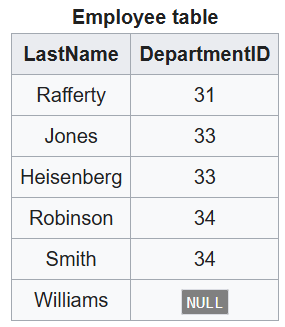 Employee table
LastName DepartmentID
Rafferty 31
Jones 33
Heisenberg 33
Robinson 34
Smith 34
Williams NULL